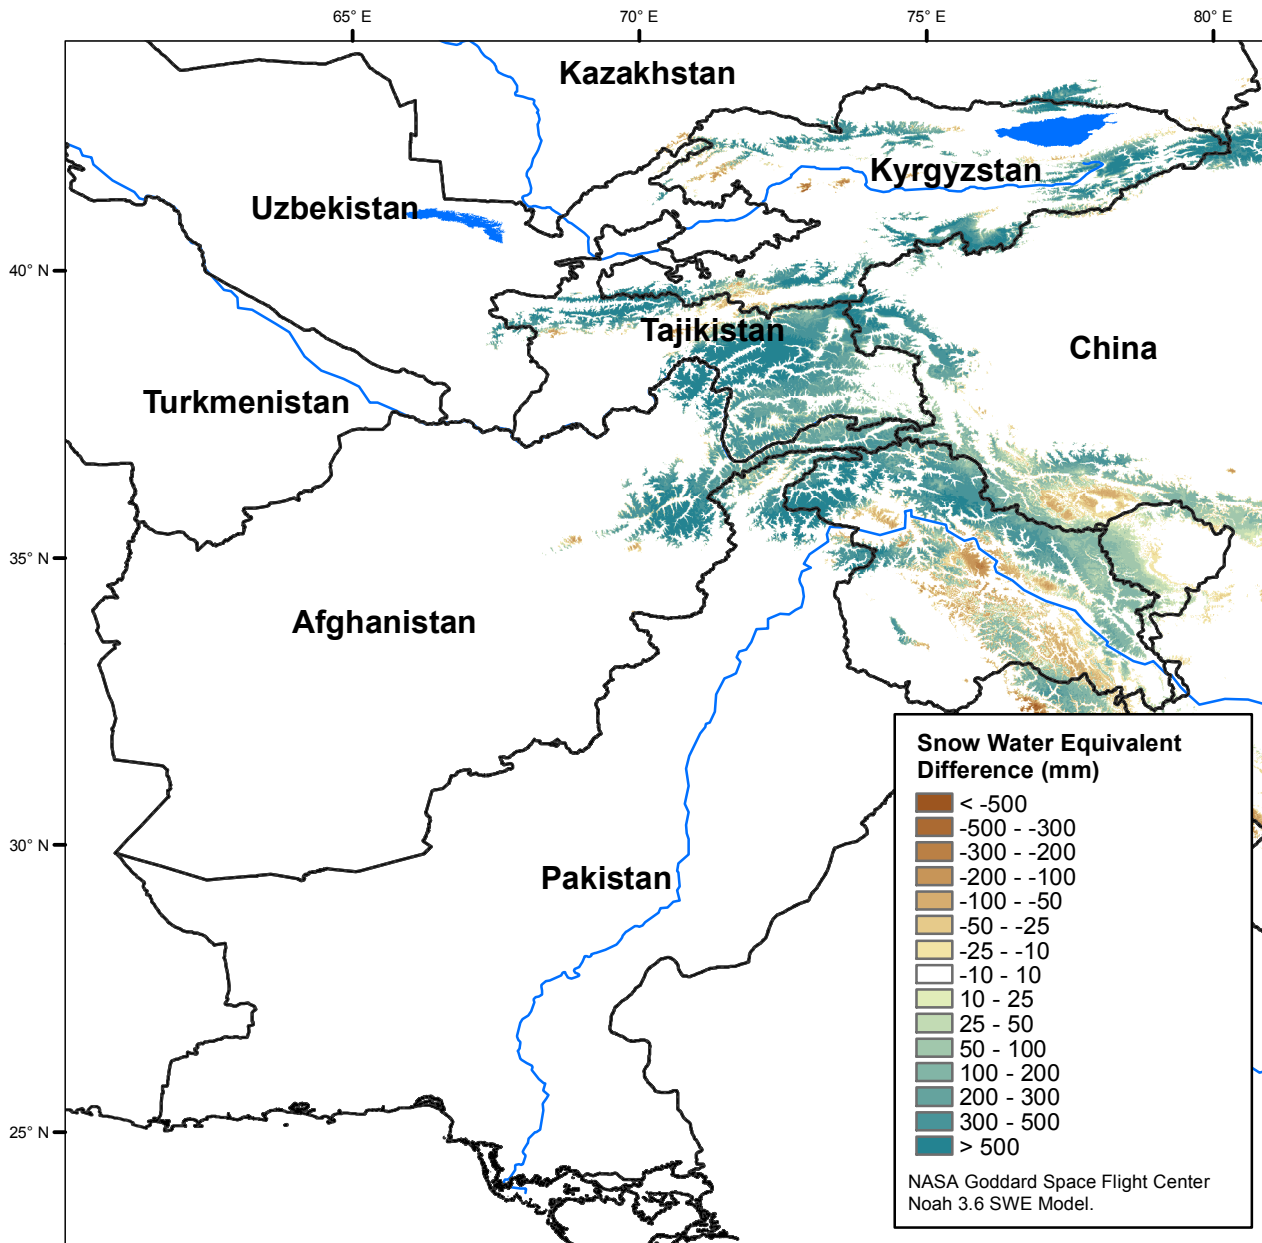 65° E
70° E
75° E
80° E
Kazakhstan
Kyrgyzstan
Uzbekistan
40° N
Tajikistan
China
Turkmenistan
35° N
Afghanistan
30° N
Pakistan
25° N
Snow Water Equivalent
Difference (mm)
< -500
-500 - -300
-300 - -200
-200 - -100
-100 - -50
-50 - -25
-25 - -10
-10 - 10
10 - 25
25 - 50
50 - 100
100 - 200
200 - 300
300 - 500
> 500
NASA Goddard Space Flight Center
Noah 3.6 SWE Model.